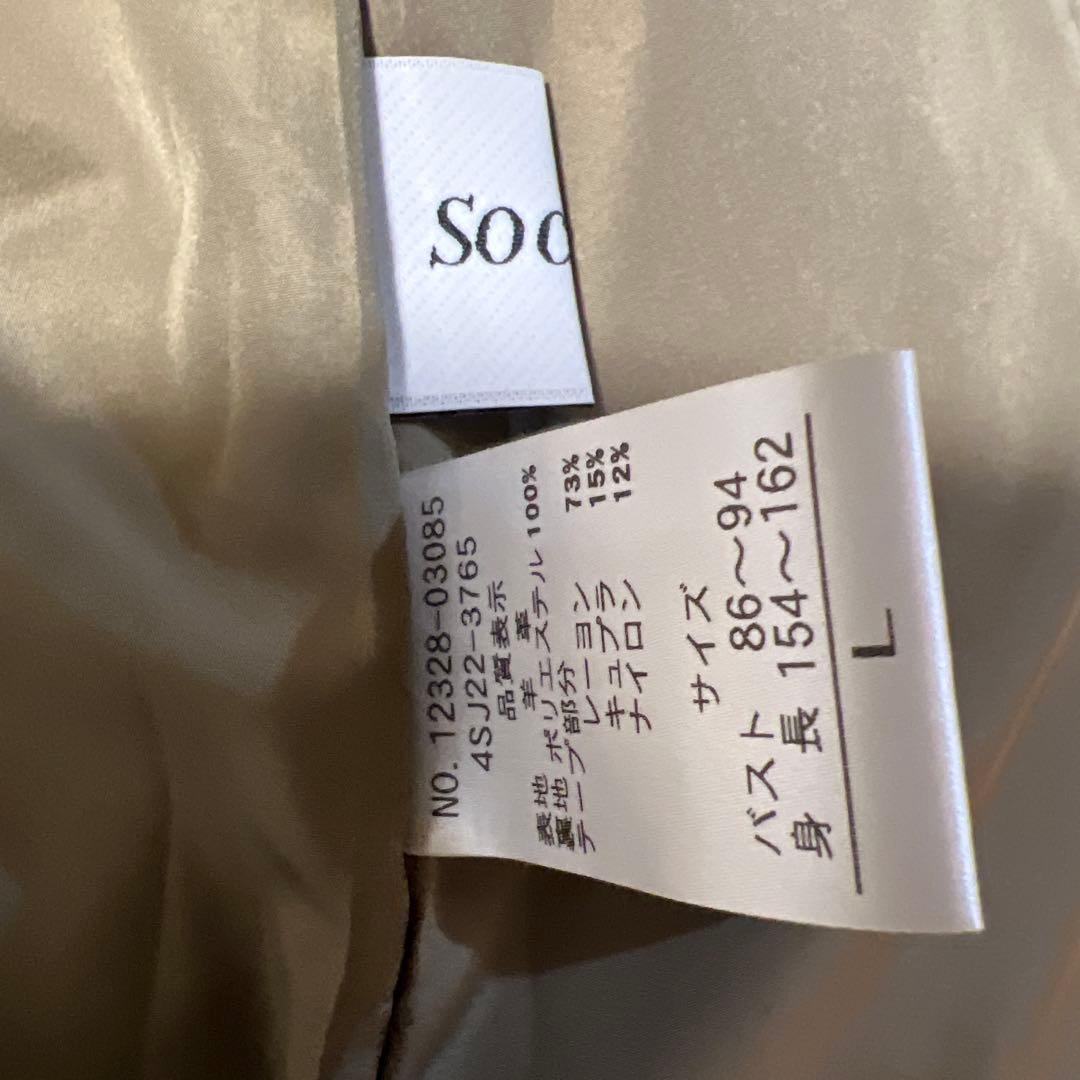 Soo
NO. 12328-03085
4SJ22-3765
品質表示
表地 羊 革
裏地 ポリエステル 100%
テープ部分
レーヨン 73%
キュプラ 15%
ナイロン 12%
サイズ
バスト 86〜94
身 長 154〜162
L